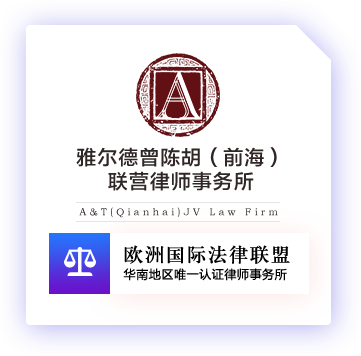 A
雅尔德曾陈胡（前海）
联营律师事务所
A&T(Qianhai)JV Law Firm
欧洲国际法律联盟
华南地区唯一认证律师事务所